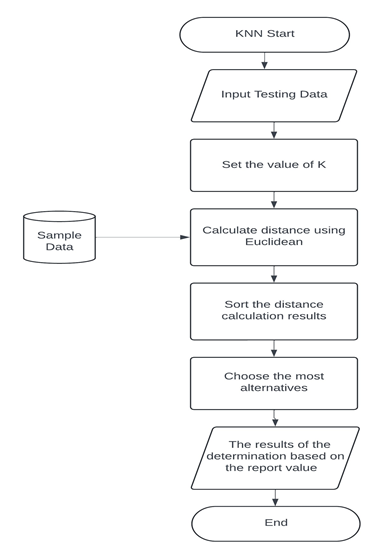 KNN Start
Input Testing Data
Set the value of K
Sample
Data
Calculate distance using
Euclidean
Sort the distance
calculation results
Choose the most
alternatives
The results of the
determination based on
the report value
End